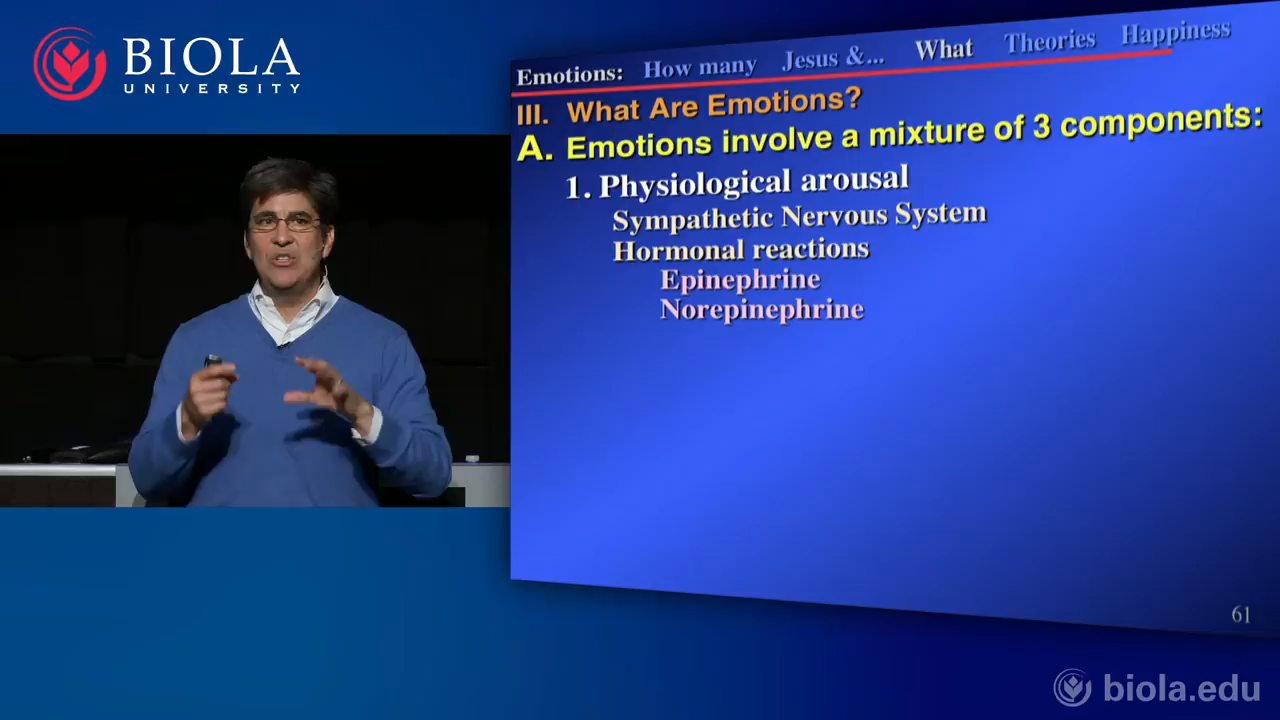 BIOLA
UNIVERSITY
Emotions: How many Jesus &... What Theories Happiness
III. What Are Emotions?
A. Emotions involve a mixture of 3 components:
1. Physiological arousal
Sympathetic Nervous System
Hormonal reactions
Epinephrine
Norepinephrine
61
biola.edu